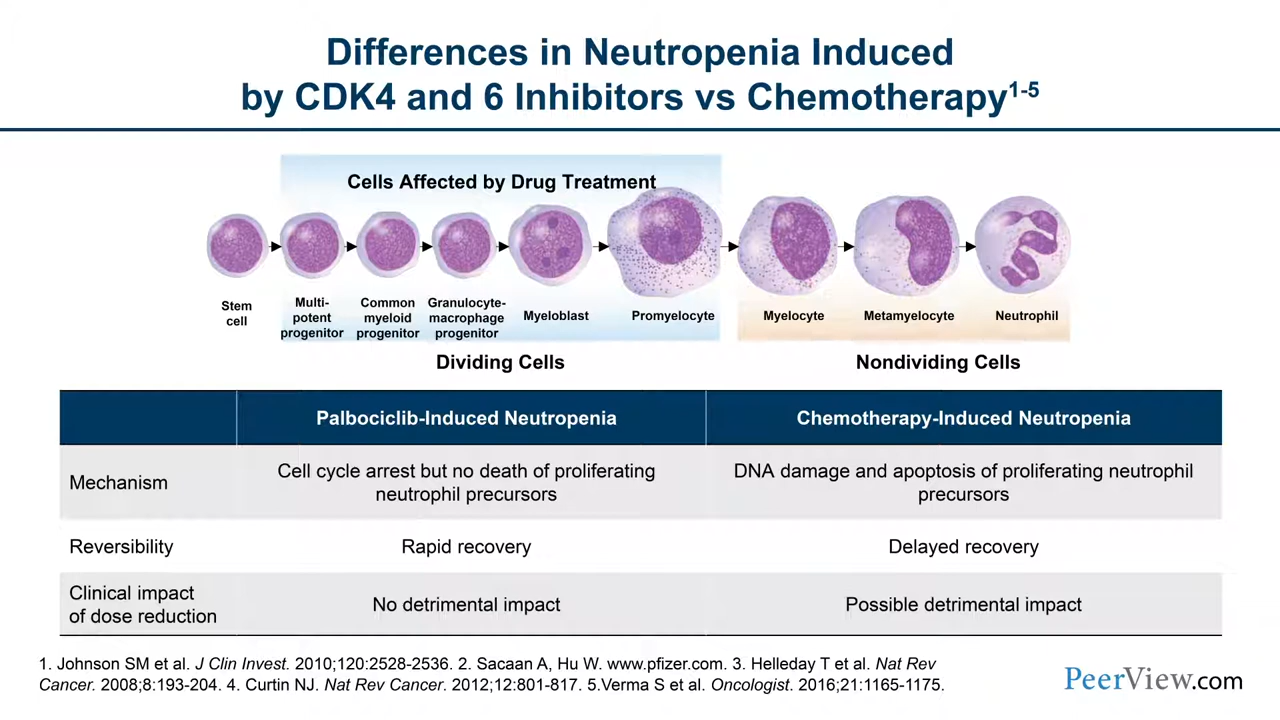 Differences in Neutropenia Induced
by CDK4 and 6 Inhibitors vs Chemotherapy1-5
Cells Affected by Drug Treatment
Stem
cell
Multi-
potent
progenitor
Common
myeloid
progenitor
Granulocyte-
macrophage
progenitor
Myeloblast
Promyelocyte
Myelocyte
Metamyelocyte
Neutrophil
Dividing Cells
Nondividing Cells
Palbociclib-Induced Neutropenia
Chemotherapy-Induced Neutropenia
Mechanism
Cell cycle arrest but no death of proliferating
neutrophil precursors
DNA damage and apoptosis of proliferating neutrophil
precursors
Reversibility
Rapid recovery
Delayed recovery
Clinical impact
of dose reduction
No detrimental impact
Possible detrimental impact
1. Johnson SM et al. J Clin Invest. 2010;120:2528-2536. 2. Sacaan A, Hu W. www.pfizer.com. 3. Helleday T et al. Nat Rev
Cancer. 2008;8:193-204. 4. Curtin NJ. Nat Rev Cancer. 2012;12:801-817. 5.Verma S et al. Oncologist. 2016;21:1165-1175.
PeerView.com